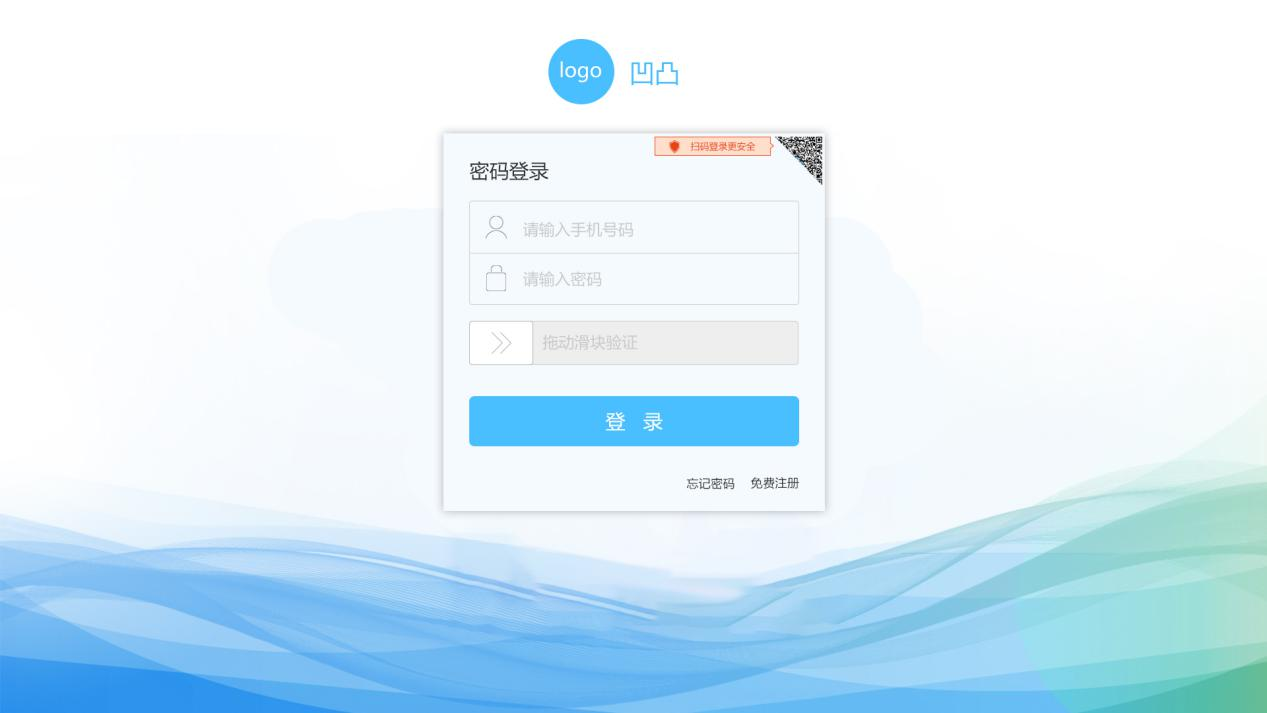 logo 凹凸
扫码登录更安全
密码登录
请输入手机号码
请输入密码
拖动滑块验证
登 录
忘记密码 免费注册